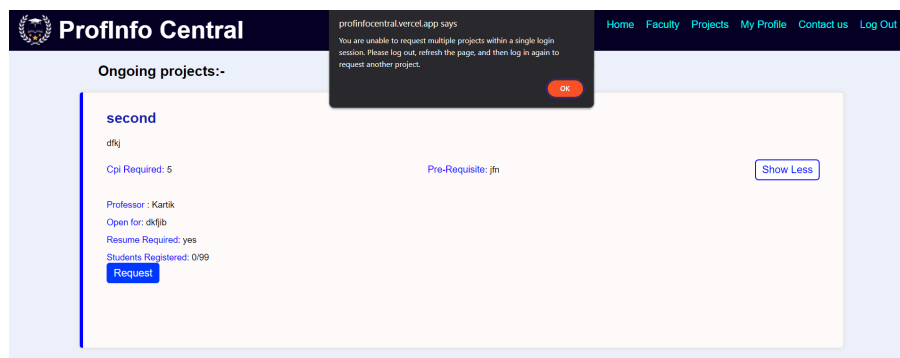 ProfInfo Central
Home Faculty Projects My Profile Contact us Log Out
profinfocentral.vercel.app says
You are unable to request multiple projects within a single login
session. Please log out, refresh the page, and then log in again to
request another project.
OK
Ongoing projects:-
second
dfkj
Cpi Required: 5 Pre-Requisite: jfn Show Less
Professor : Kartik
Open for: dkfjib
Resume Required: yes
Students Registered: 0/99
Request